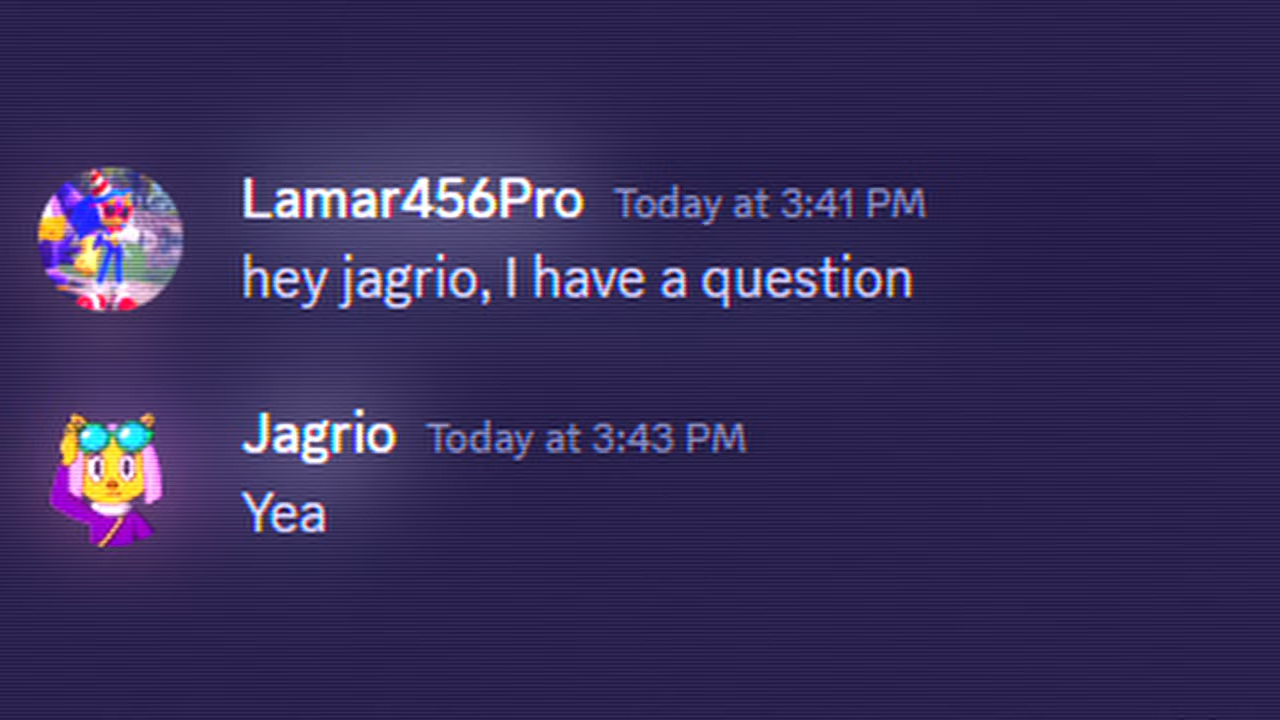 Lamar456Pro Today at 3:41 PM
hey jagrio, I have a question
Jagrio Today at 3:43 PM
Yea